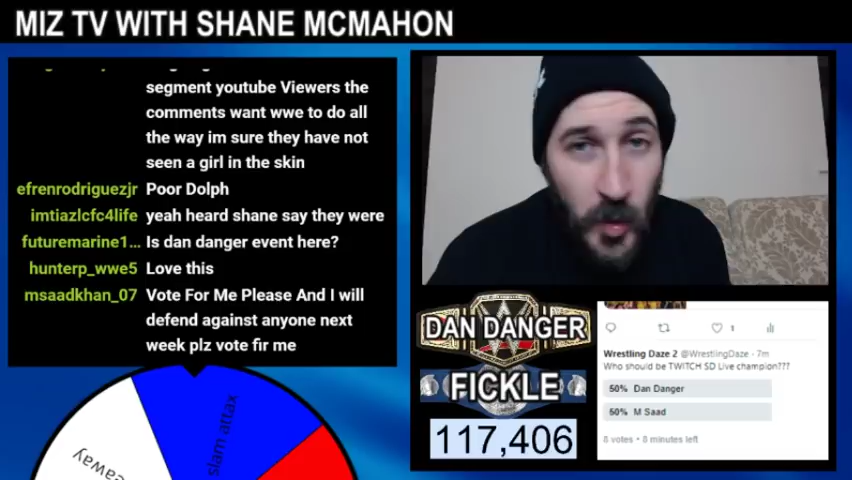 MIZ TV WITH SHANE MCMAHON
segment youtube Viewers the
comments want wwe to do all
the way im sure they have not
seen a girl in the skin
efrenrodriguezjr Poor Dolph
imtiazlcfc4life yeah heard shane say they were
futuremarine1... Is dan danger event here?
hunterp_wwe5 Love this
msaadkhan_07 Vote For Me Please And I will
defend against anyone next
week plz vote fir me
eaway
slam attax
DAN DANGER
FICKLE
117,406
1
Wrestling Daze 2 @WrestlingDaze · 7m
Who should be TWITCH SD Live champion???
50% Dan Danger
50% M Saad
8 votes · 8 minutes left